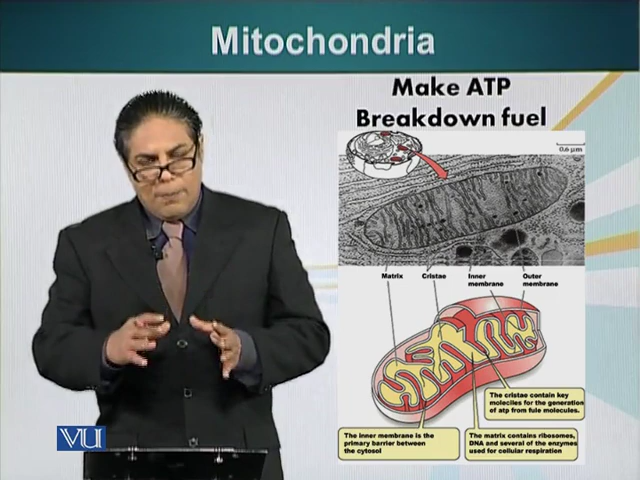 Mitochondria
Make ATP
Breakdown fuel
0.6 µm
Matrix Cristae Inner membrane Outer membrane
The cristae contain key
moleciles for the generation
of atp from fule molecules.
The inner membrane is the
primary barrier between
the cytosol
The matrix contains ribosomes,
DNA and several of the enzymes
used for cellular respiration
VU